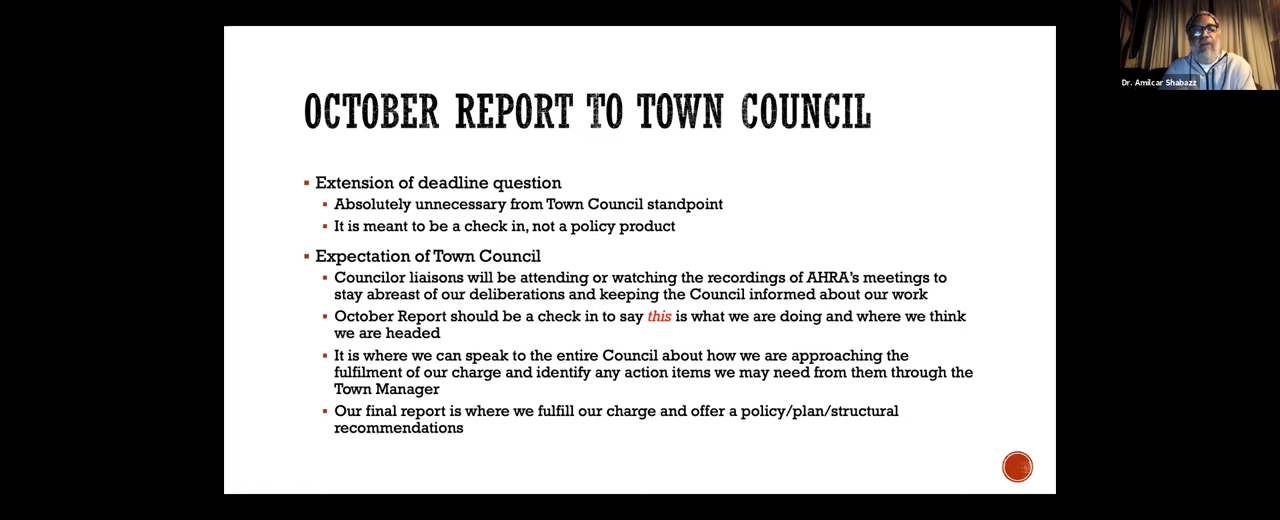 OCTOBER REPORT TO TOWN COUNCIL
Extension of deadline question
Absolutely unnecessary from Town Council standpoint
It is meant to be a check in, not a policy product
Expectation of Town Council
Councilor liaisons will be attending or watching the recordings of AHRA's meetings to
stay abreast of our deliberations and keeping the Council informed about our work
October Report should be a check in to say this is what we are doing and where we think
we are headed
It is where we can speak to the entire Council about how we are approaching the
fulfilment of our charge and identify any action items we may need from them through the
Town Manager
Our final report is where we fulfill our charge and offer a policy/plan/structural
recommendations
Dr. Amilcar Shabazz